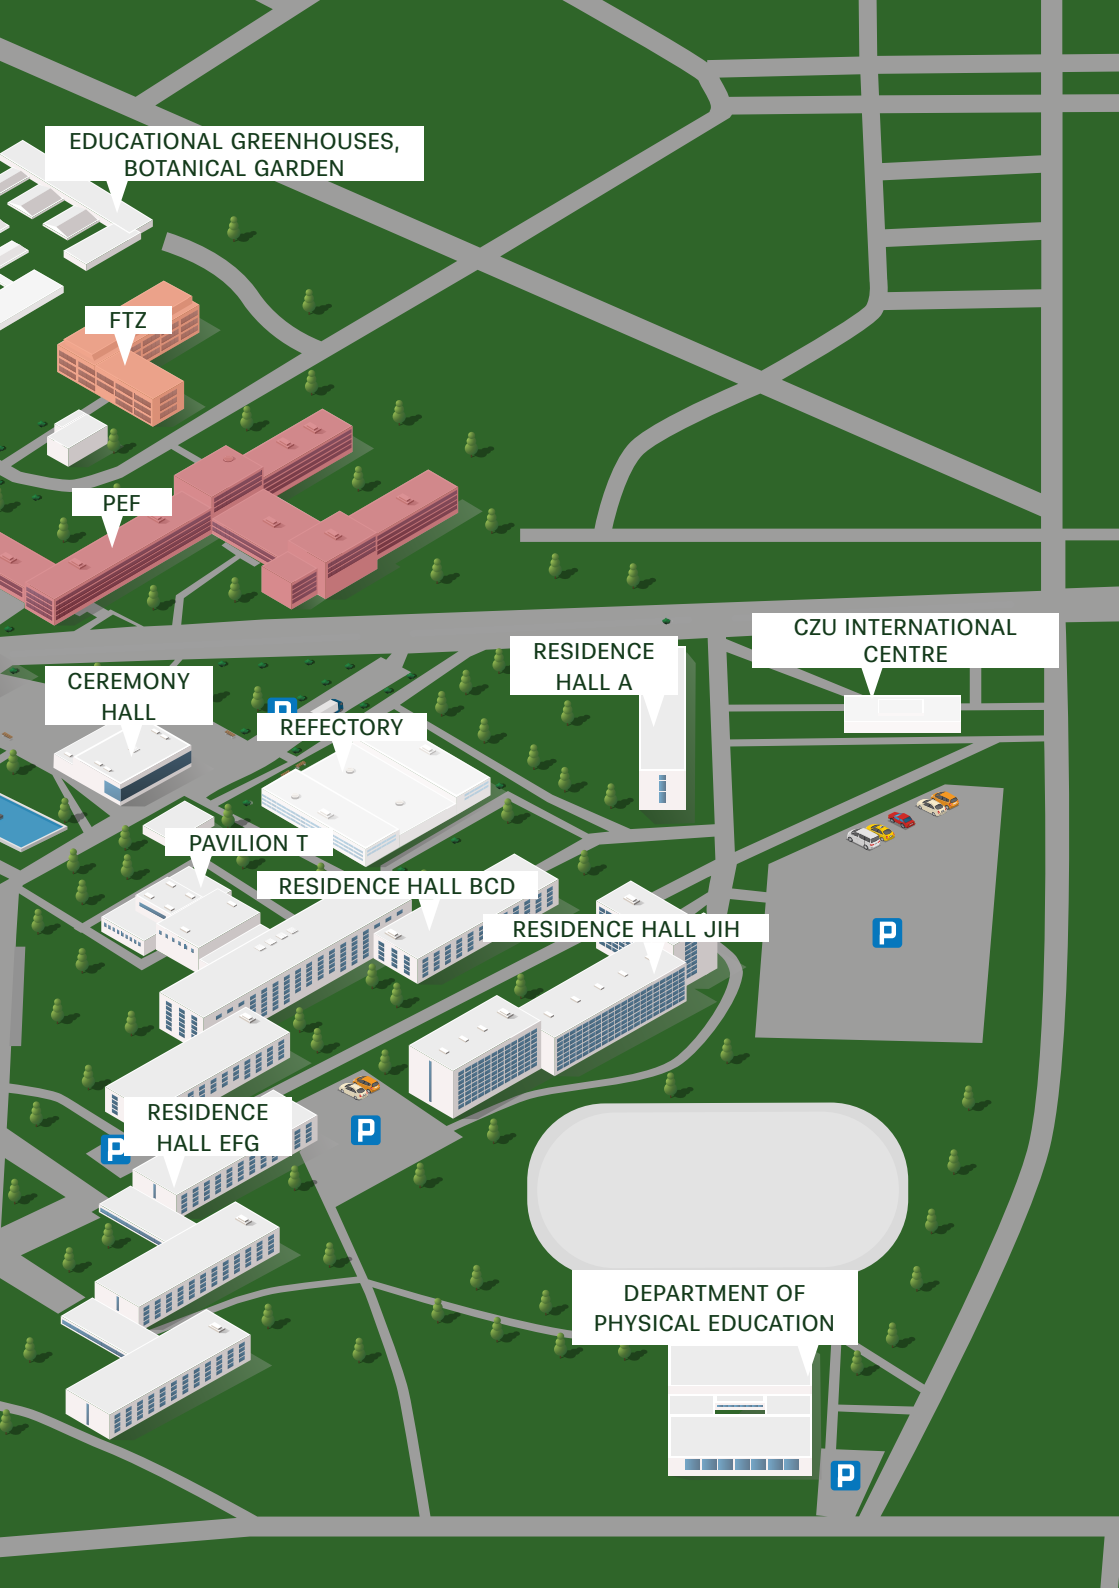 EDUCATIONAL GREENHOUSES,
BOTANICAL GARDEN
FTZ
PEF
CZU INTERNATIONAL
CENTRE
RESIDENCE
HALL A
CEREMONY
HALL
P
REFECTORY
PAVILION T
RESIDENCE HALL BCD
RESIDENCE HALL JIH
P
RESIDENCE
HALL EFG
P
P
DEPARTMENT OF
PHYSICAL EDUCATION
P